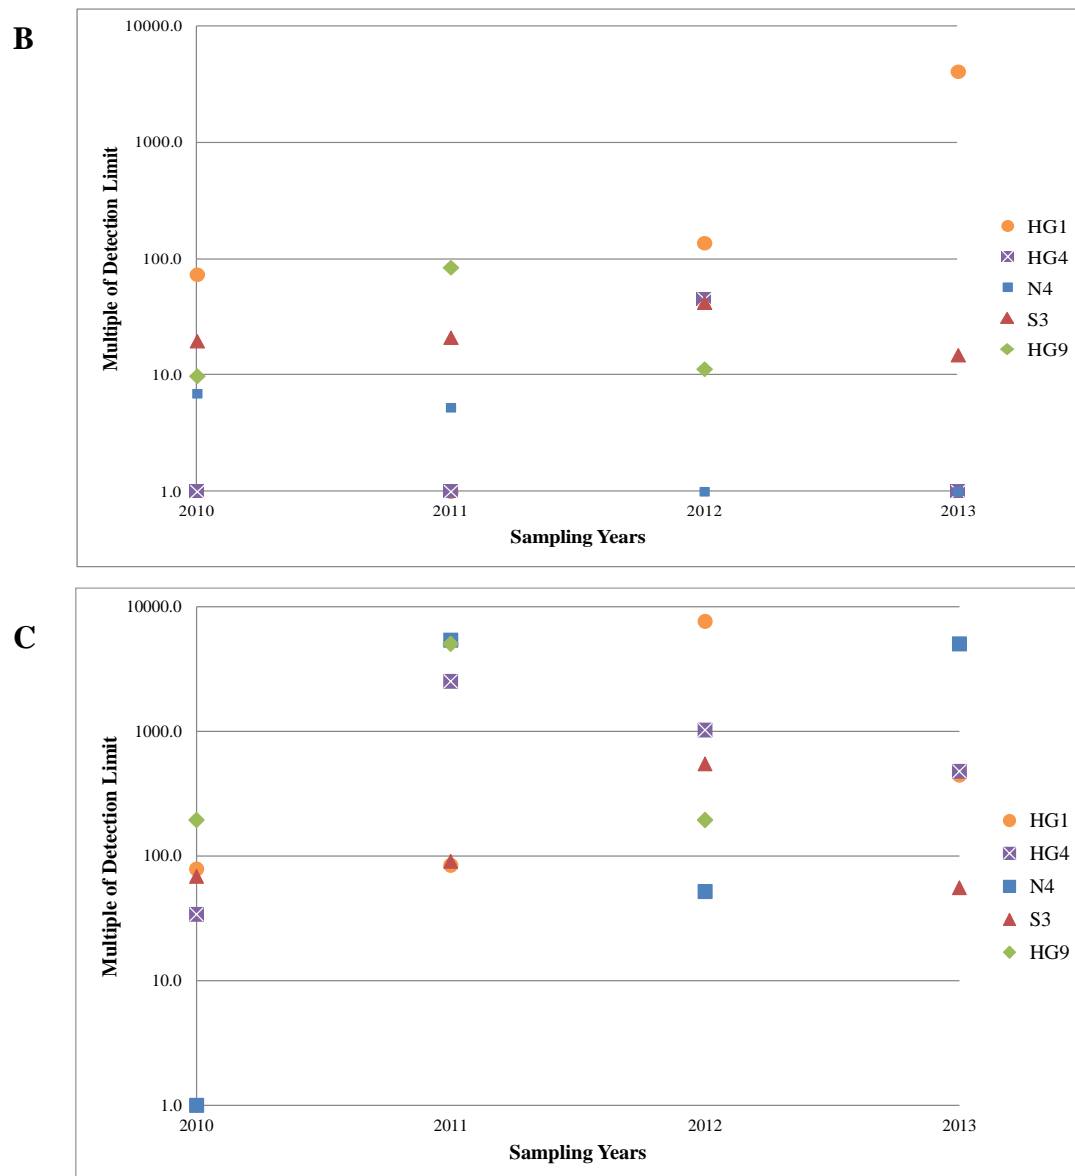 B
10000.0
1000.0
100.0
10.0
1.0
Multiple of Detection Limit
2010 2011 2012 2013
Sampling Years
HG1
HG4
N4
S3
HG9
C
10000.0
1000.0
100.0
10.0
1.0
Multiple of Detection Limit
2010 2011 2012 2013
Sampling Years
HG1
HG4
N4
S3
HG9